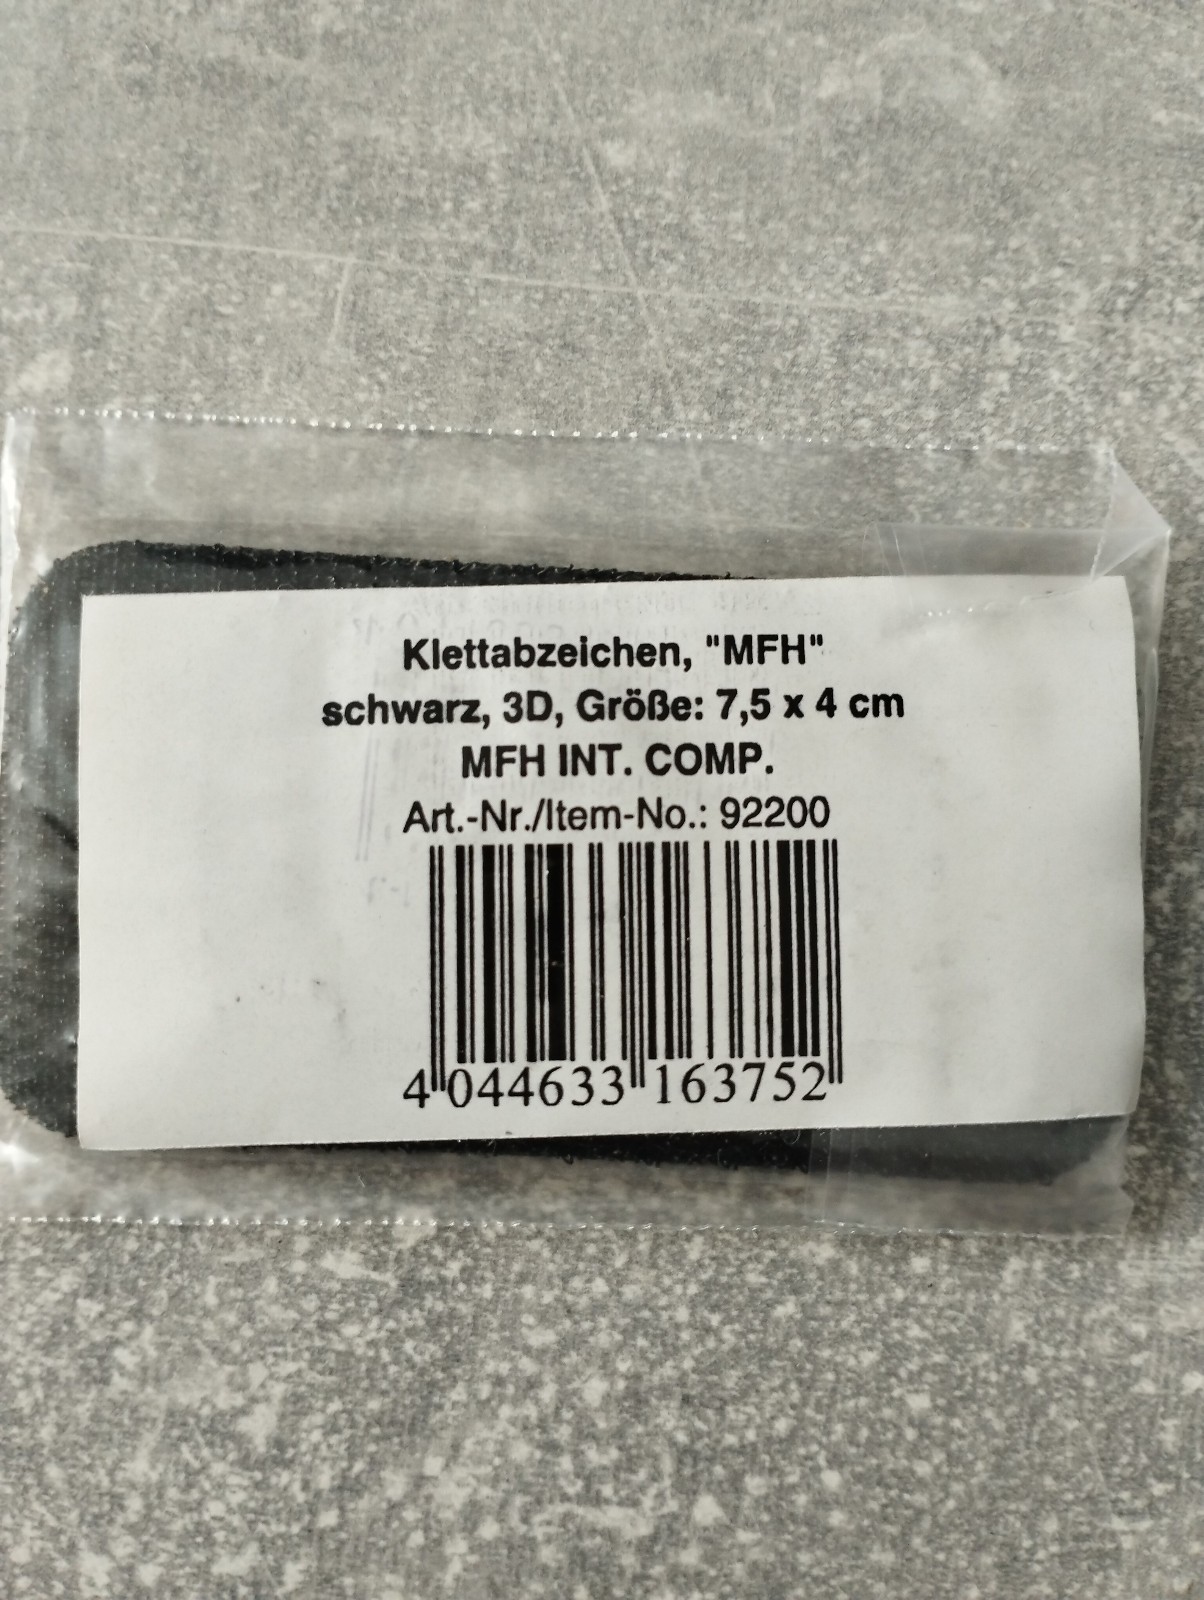 Klettabzeichen, "MFH"
schwarz, 3D, Größe: 7,5 x 4 cm
MFH INT. COMP.
Art.-Nr./Item-No.: 92200
4 044633 163752